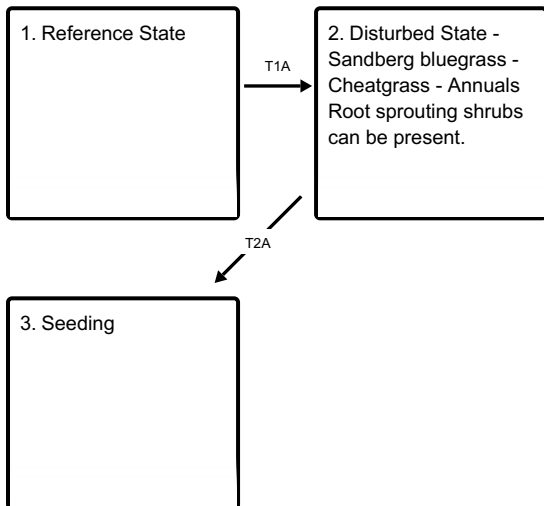 1. Reference State
T1A
2. Disturbed State -
Sandberg bluegrass -
Cheatgrass - Annuals
Root sprouting shrubs
can be present.
T2A
3. Seeding